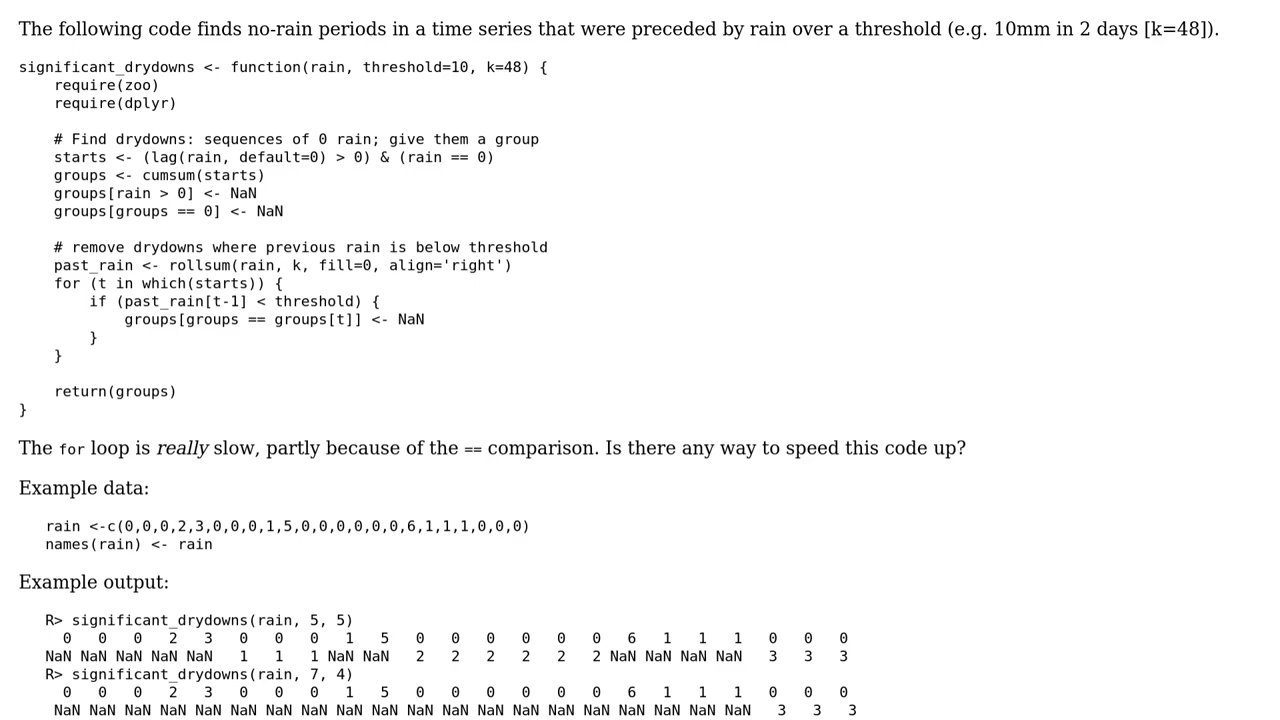 The following code finds no-rain periods in a time series that were preceded by rain over a threshold (e.g. 10mm in 2 days [k=48]).
significant_drydowns <- function(rain, threshold=10, k=48) {
    require(zoo)
    require(dplyr)
    # Find drydowns: sequences of 0 rain; give them a group
    starts <- (lag(rain, default=0) > 0) & (rain == 0)
    groups <- cumsum(starts)
    groups[rain > 0] <- NaN
    groups[groups == 0] <- NaN
    # remove drydowns where previous rain is below threshold
    past_rain <- rollsum(rain, k, fill=0, align='right')
    for (t in which(starts)) {
        if (past_rain[t-1] < threshold) {
            groups[groups == groups[t]] <- NaN
        }
    }
    return(groups)
}
The for loop is really slow, partly because of the == comparison. Is there any way to speed this code up?
Example data:
   rain <-c(0,0,0,2,3,0,0,0,1,5,0,0,0,0,0,0,6,1,1,1,0,0,0)
   names(rain) <- rain
Example output:
   R> significant_drydowns(rain, 5, 5)
     0   0   0   2   3   0   0   0   1   5   0   0   0   0   0   0   6   1   1   1   0   0   0
   NaN NaN NaN NaN NaN   1   1   1 NaN NaN   2   2   2   2   2   2 NaN NaN NaN NaN   3   3   3
   R> significant_drydowns(rain, 7, 4)
     0   0   0   2   3   0   0   0   1   5   0   0   0   0   0   0   6   1   1   1   0   0   0
    NaN NaN NaN NaN NaN NaN NaN NaN NaN NaN NaN NaN NaN NaN NaN NaN NaN NaN NaN NaN   3   3   3